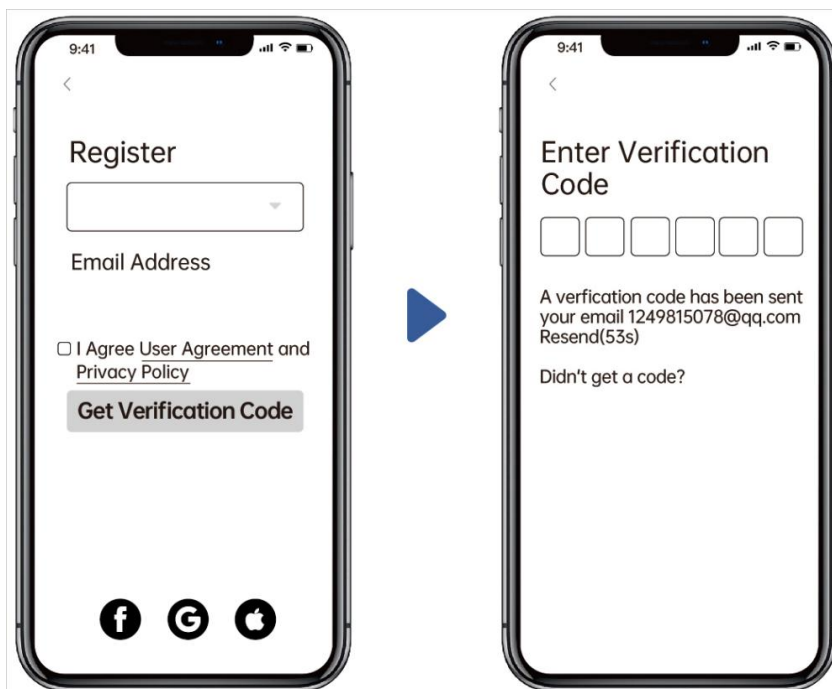 9:41
Register
Email Address
I Agree User Agreement and
Privacy Policy
Get Verification Code
9:41
Enter Verification
Code
A verfication code has been sent
your email 1249815078@qq.com
Resend(53s)
Didn't get a code?